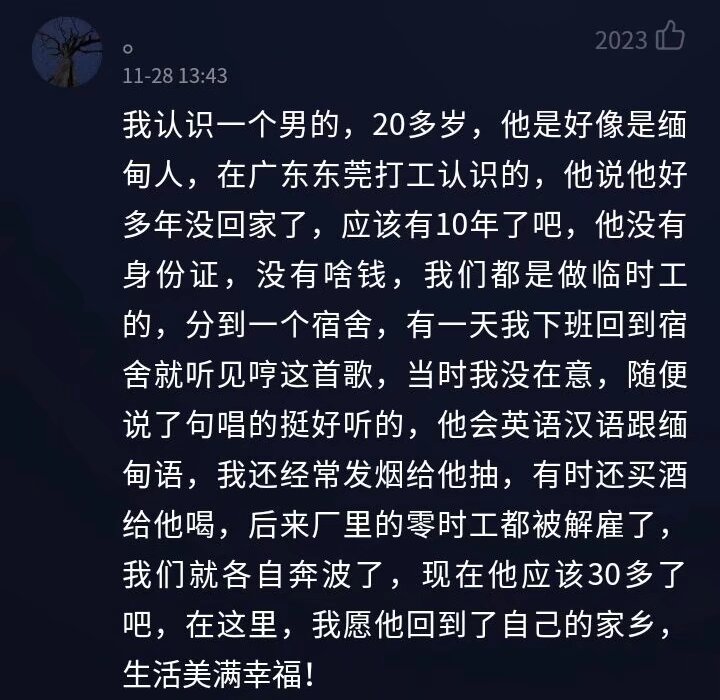 。
2023
11-28 13:43
我认识一个男的，20多岁，他是好像是缅
甸人，在广东东莞打工认识的，他说他好
多年没回家了，应该有10年了吧，他没有
身份证，没有啥钱，我们都是做临时工
的，分到一个宿舍，有一天我下班回到宿
舍就听见哼这首歌，当时我没在意，随便
说了句唱的挺好听的，他会英语汉语跟缅
甸语，我还经常发烟给他抽，有时还买酒
给他喝，后来厂里的零时工都被解雇了，
我们就各自奔波了，现在他应该30多了
吧，在这里，我愿他回到了自己的家乡，
生活美满幸福！